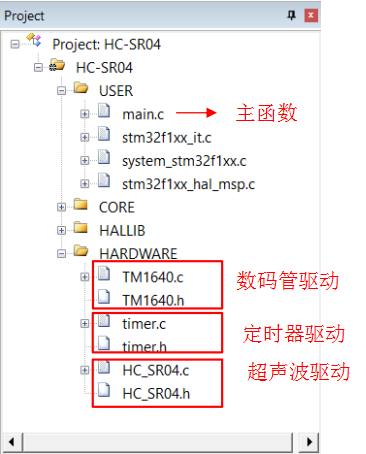 Project
Project: HC-SR04
HC-SR04
USER
main.c 主函数
stm32f1xx_it.c
system_stm32f1xx.c
stm32f1xx_hal_msp.c
CORE
HALLIB
HARDWARE
TM1640.c
数码管驱动
TM1640.h
timer.c
定时器驱动
timer.h
HC_SR04.c
超声波驱动
HC_SR04.h